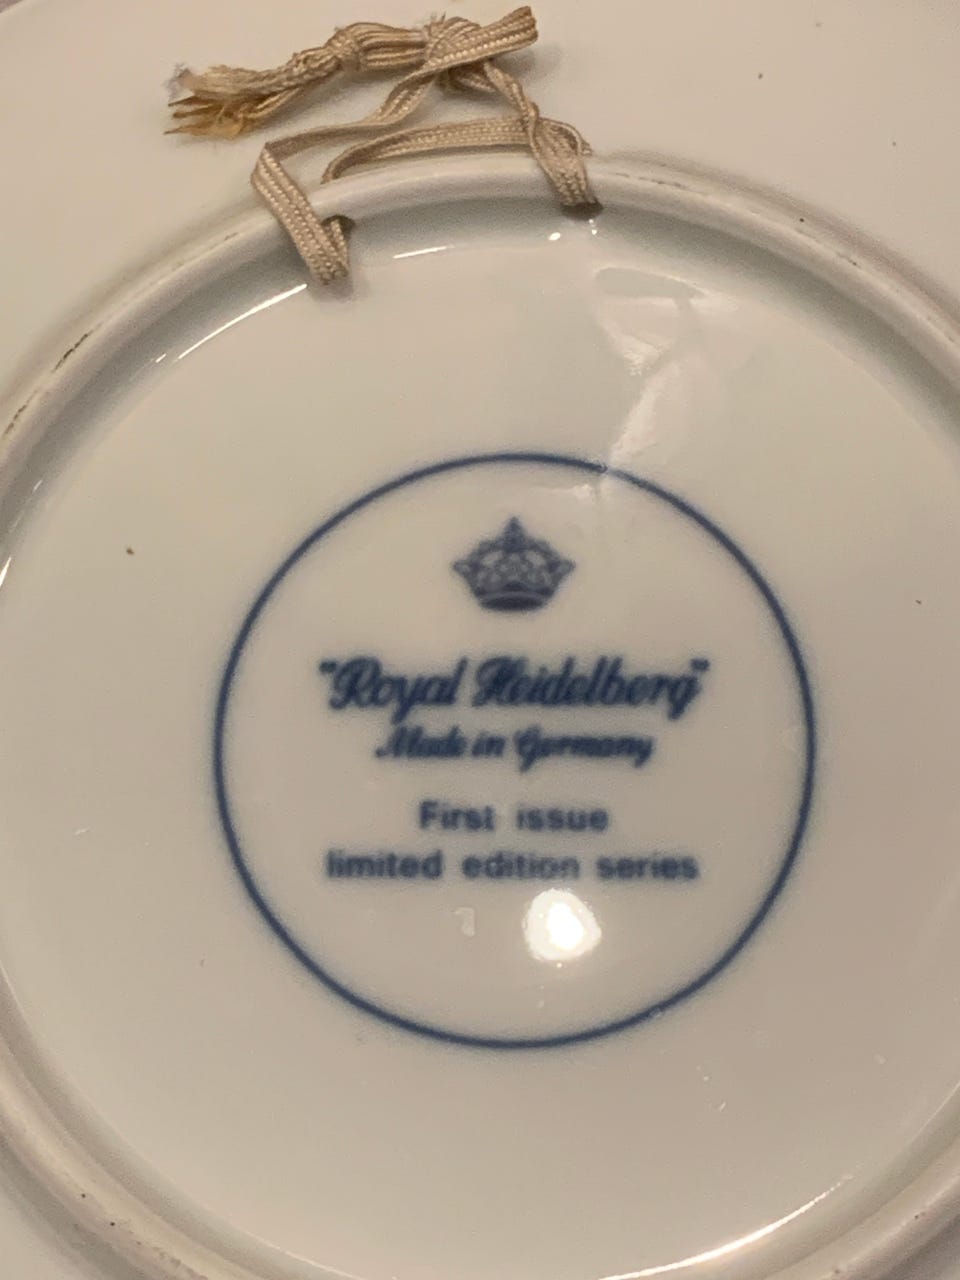 "Royal Heidelberg"
Made in Germany
First issue
limited edition series